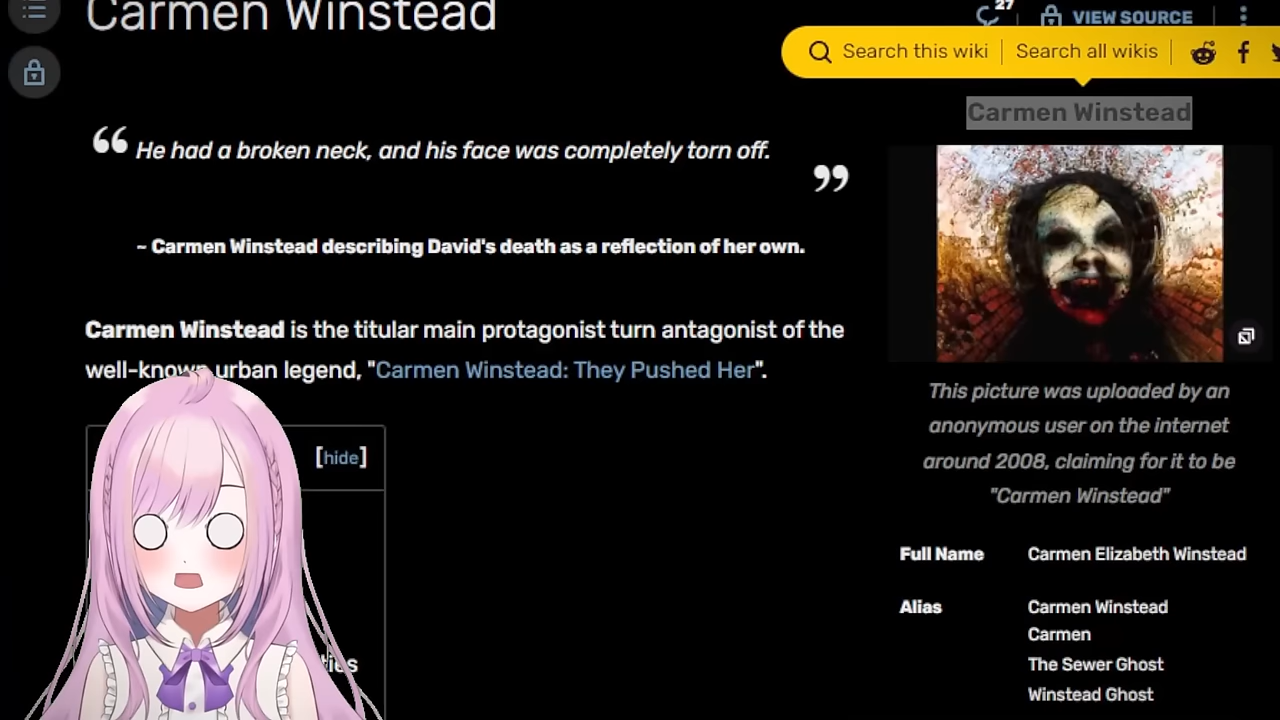 Carmen Winstead
27
VIEW SOURCE
Search this wiki
Search all wikis
Carmen Winstead
“ He had a broken neck, and his face was completely torn off. ”
~ Carmen Winstead describing David's death as a reflection of her own.
Carmen Winstead is the titular main protagonist turn antagonist of the
well-known urban legend, "Carmen Winstead: They Pushed Her".
[hide]
ties
This picture was uploaded by an
anonymous user on the internet
around 2008, claiming for it to be
"Carmen Winstead"
Full Name
Carmen Elizabeth Winstead
Alias
Carmen Winstead
Carmen
The Sewer Ghost
Winstead Ghost